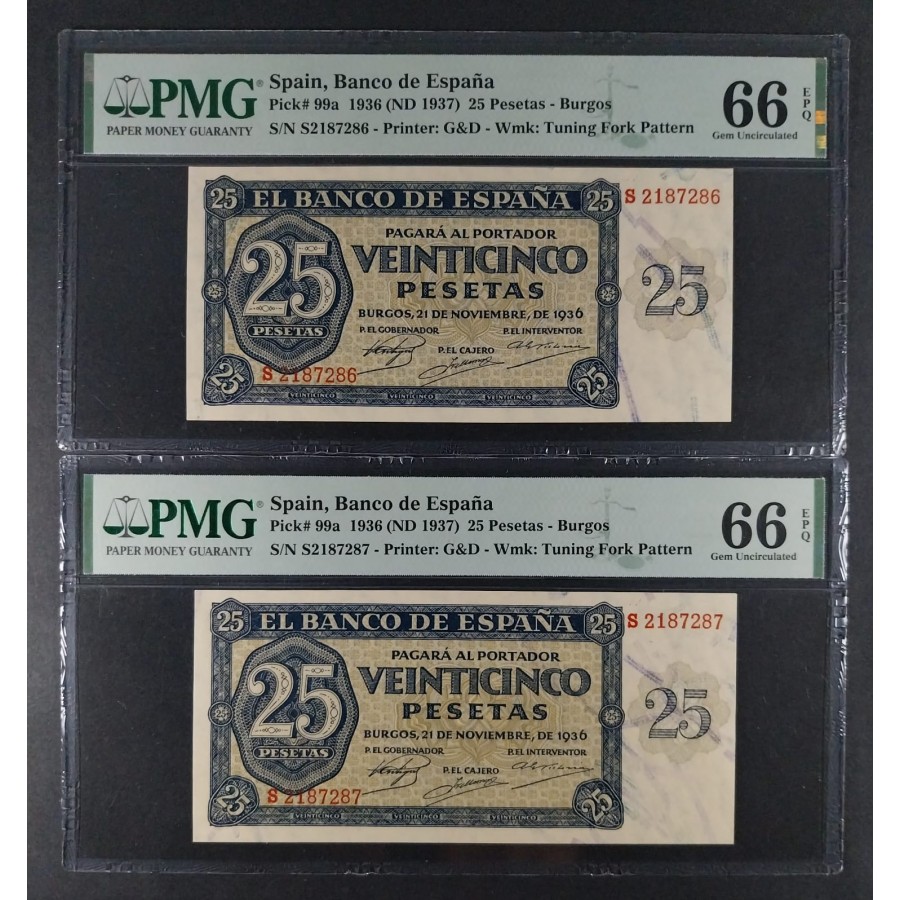 PMG®
PAPER MONEY GUARANTY
Spain, Banco de España
Pick# 99a 1936 (ND 1937) 25 Pesetas - Burgos
S/N S2187286 - Printer: G&D - Wmk: Tuning Fork Pattern
66 EPQ
Gem Uncirculated
25 EL BANCO DE ESPAÑA 25 S 2187286
PAGARÁ AL PORTADOR
25 VEINTICINCO 25
PESETAS
BURGOS, 21 DE NOVIEMBRE, DE 1936
PESETAS P. EL GOBERNADOR P. EL INTERVENTOR
P. EL CAJERO
S 2187286
25 25
VEINTICINCO VEINTICINCO VEINTICINCO
PMG®
PAPER MONEY GUARANTY
Spain, Banco de España
Pick# 99a 1936 (ND 1937) 25 Pesetas - Burgos
S/N S2187287 - Printer: G&D - Wmk: Tuning Fork Pattern
66 EPQ
Gem Uncirculated
25 EL BANCO DE ESPAÑA 25 S 2187287
PAGARÁ AL PORTADOR
25 VEINTICINCO 25
PESETAS
BURGOS, 21 DE NOVIEMBRE, DE 1936
PESETAS P. EL GOBERNADOR P. EL INTERVENTOR
P. EL CAJERO
S 2187287
25 25
VEINTICINCO VEINTICINCO VEINTICINCO